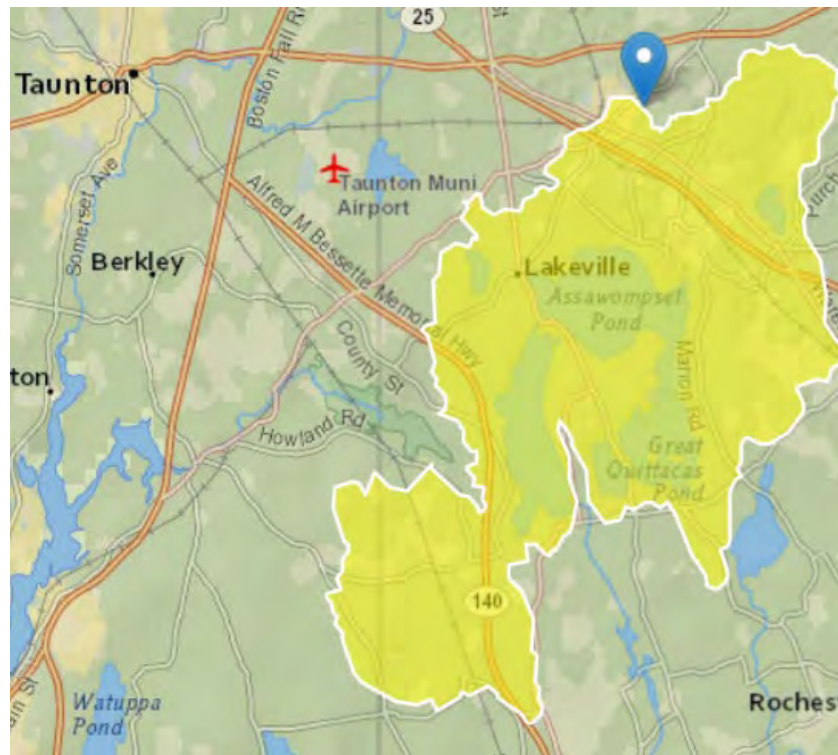 25
Taunton
Boston Fall Ri
Taunton Muni
Airport
Alfred M Bessette Memorial Hwy
Somerset Ave
Berkley
Lakeville
Assawompset
Pond
County St
Marion Rd
ton
Howland Rd
Great
Quittacas
Pond
140
Watuppa
Pond
Roches